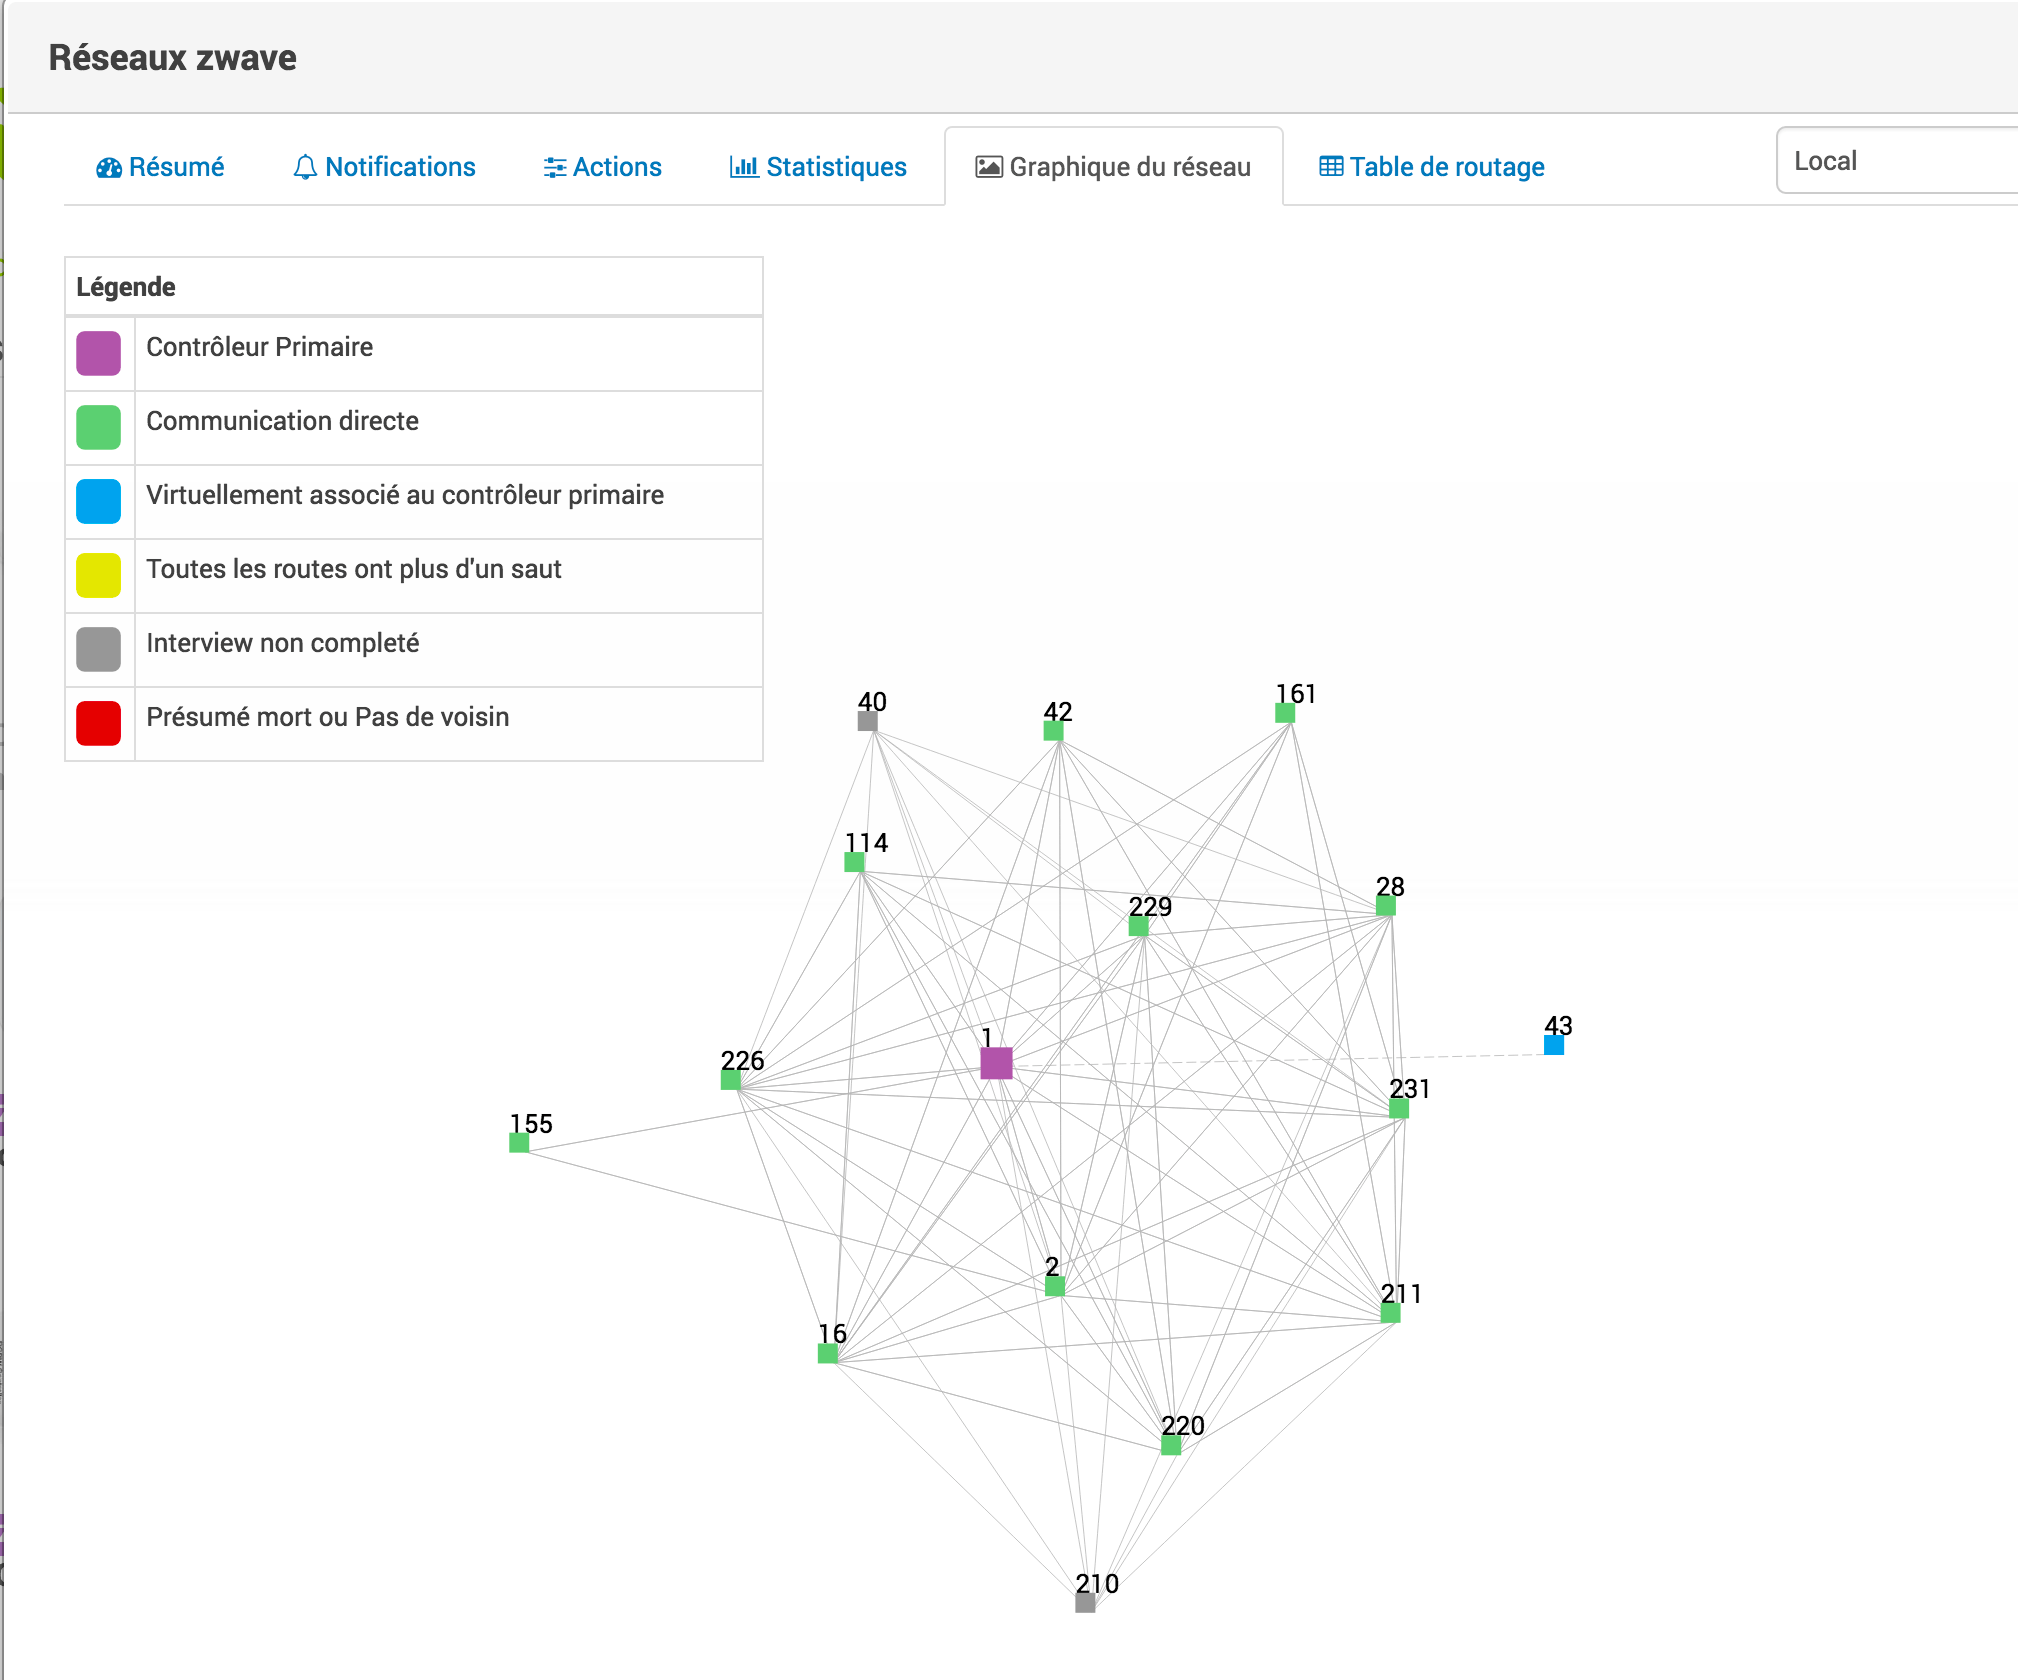 Réseaux zwave
Résumé
Notifications
Actions
Statistiques
Graphique du réseau
Table de routage
Local
Légende
Contrôleur Primaire
Communication directe
Virtuellement associé au contrôleur primaire
Toutes les routes ont plus d'un saut
Interview non completé
Présumé mort ou Pas de voisin
40
42
161
114
28
229
1
43
226
231
155
2
211
16
220
210